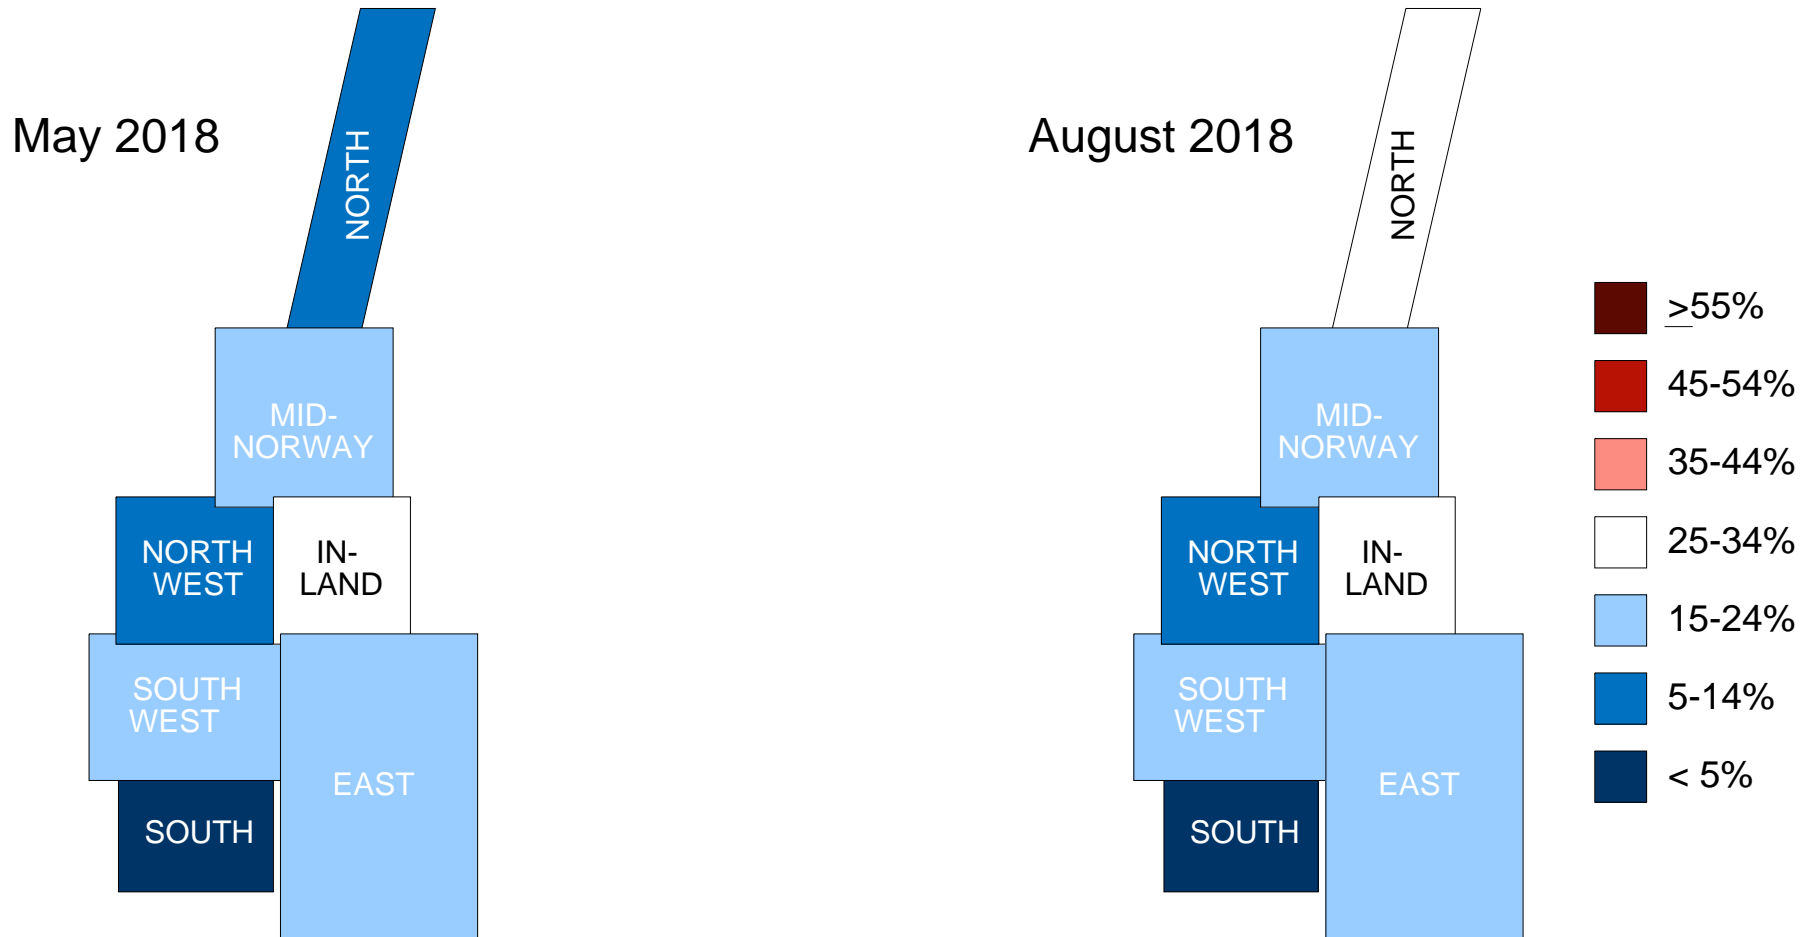 May 2018
NORTH
MID-
NORWAY
NORTH
WEST
IN-
LAND
SOUTH
WEST
EAST
SOUTH
August 2018
NORTH
MID-
NORWAY
NORTH
WEST
IN-
LAND
SOUTH
WEST
EAST
SOUTH
>55%
45-54%
35-44%
25-34%
15-24%
5-14%
< 5%